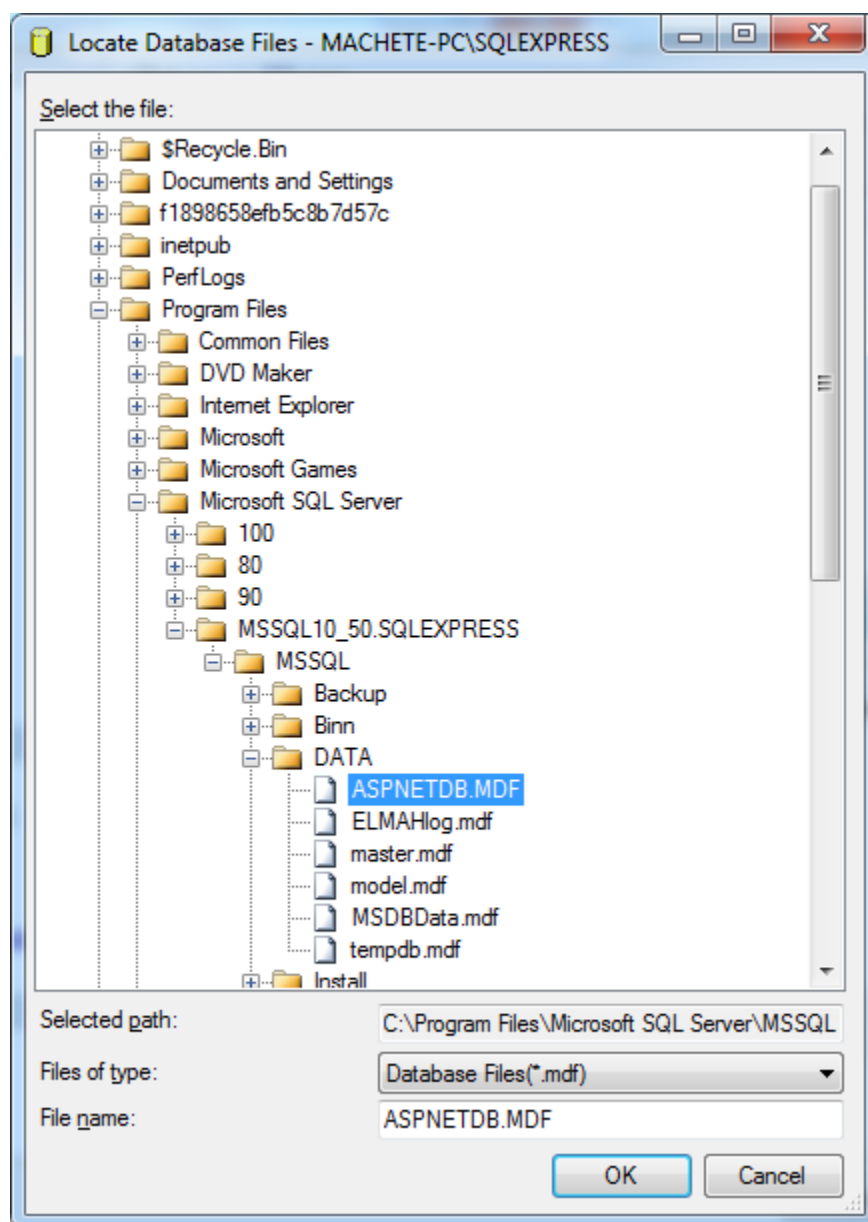 Locate Database Files - MACHETE-PC\SQLEXPRESS
Select the file:
$Recycle.Bin
Documents and Settings
f1898658efb5c8b7d57c
inetpub
PerfLogs
Program Files
Common Files
DVD Maker
Internet Explorer
Microsoft
Microsoft Games
Microsoft SQL Server
100
80
90
MSSQL10_50.SQLEXPRESS
MSSQL
Backup
Binn
DATA
ASPNETDB.MDF
ELMAHlog.mdf
master.mdf
model.mdf
MSDBData.mdf
tempdb.mdf
Install
Selected path: C:\Program Files\Microsoft SQL Server\MSSQL
Files of type: Database Files(*.mdf)
File name: ASPNETDB.MDF
OK Cancel